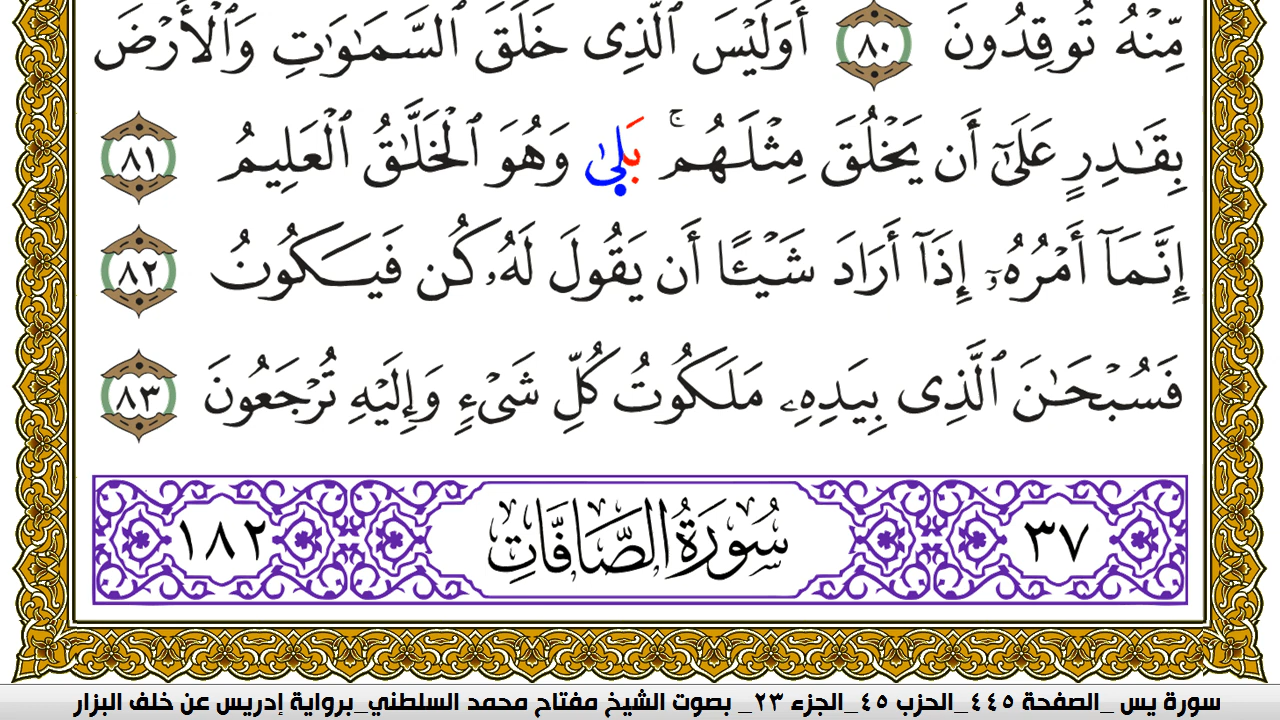 مِّنْهُ تُوقِدُونَ ٨٠ أَوَلَيْسَ ٱلَّذِى خَلَقَ ٱلسَّمَٰوَٰتِ وَٱلْأَرْضَ
بِقَٰدِرٍ عَلَىٰٓ أَن يَخْلُقَ مِثْلَهُم ۚ بَلِىٰ وَهُوَ ٱلْخَلَّٰقُ ٱلْعَلِيمُ ٨١
إِنَّمَآ أَمْرُهُۥٓ إِذَآ أَرَادَ شَيْـًٔا أَن يَقُولَ لَهُۥ كُن فَيَكُونُ ٨٢
فَسُبْحَٰنَ ٱلَّذِى بِيَدِهِۦ مَلَكُوتُ كُلِّ شَىْءٍ وَإِلَيْهِ تُرْجَعُونَ ٨٣
٣٧ سُورَةُ الصَّافَّاتِ ١٨٢
سورة يس _الصفحة ٤٤٥_الحزب ٤٥_الجزء ٢٣_ بصوت الشيخ مفتاح محمد السلطني_برواية إدريس عن خلف البزار